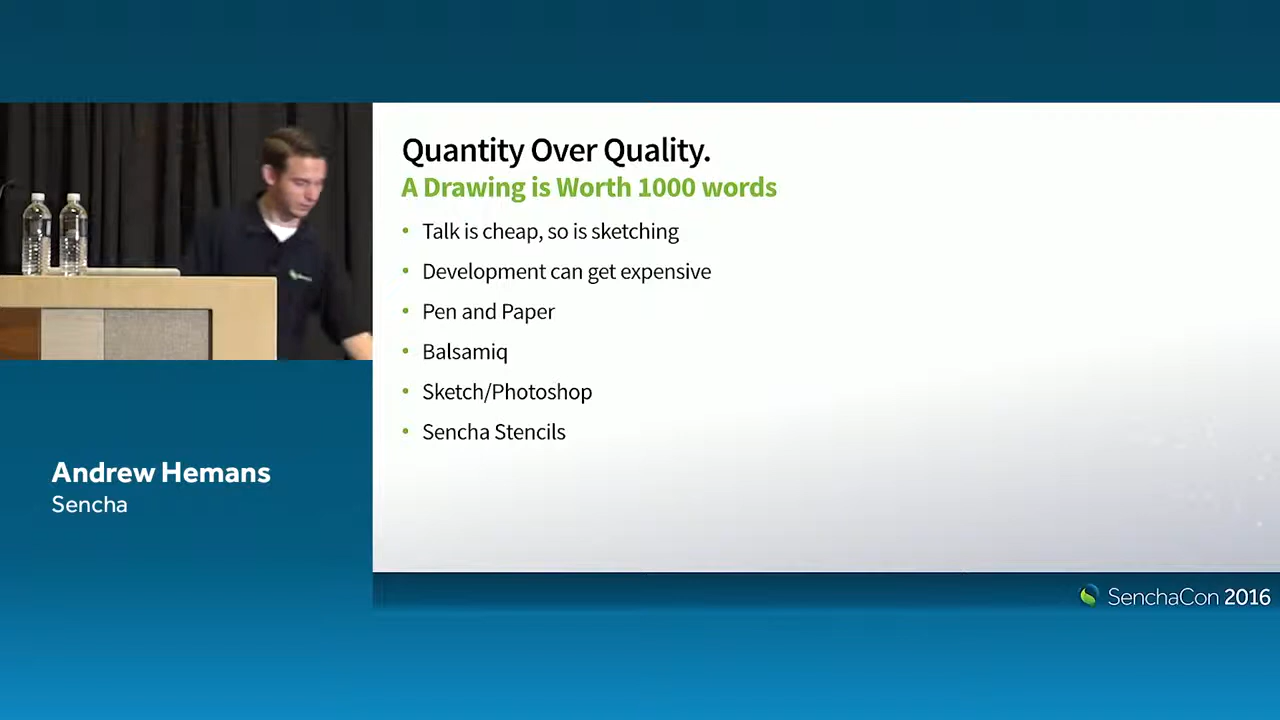 Quantity Over Quality.
A Drawing is Worth 1000 words
• Talk is cheap, so is sketching
• Development can get expensive
• Pen and Paper
• Balsamiq
• Sketch/Photoshop
• Sencha Stencils
Andrew Hemans
Sencha
SenchaCon 2016